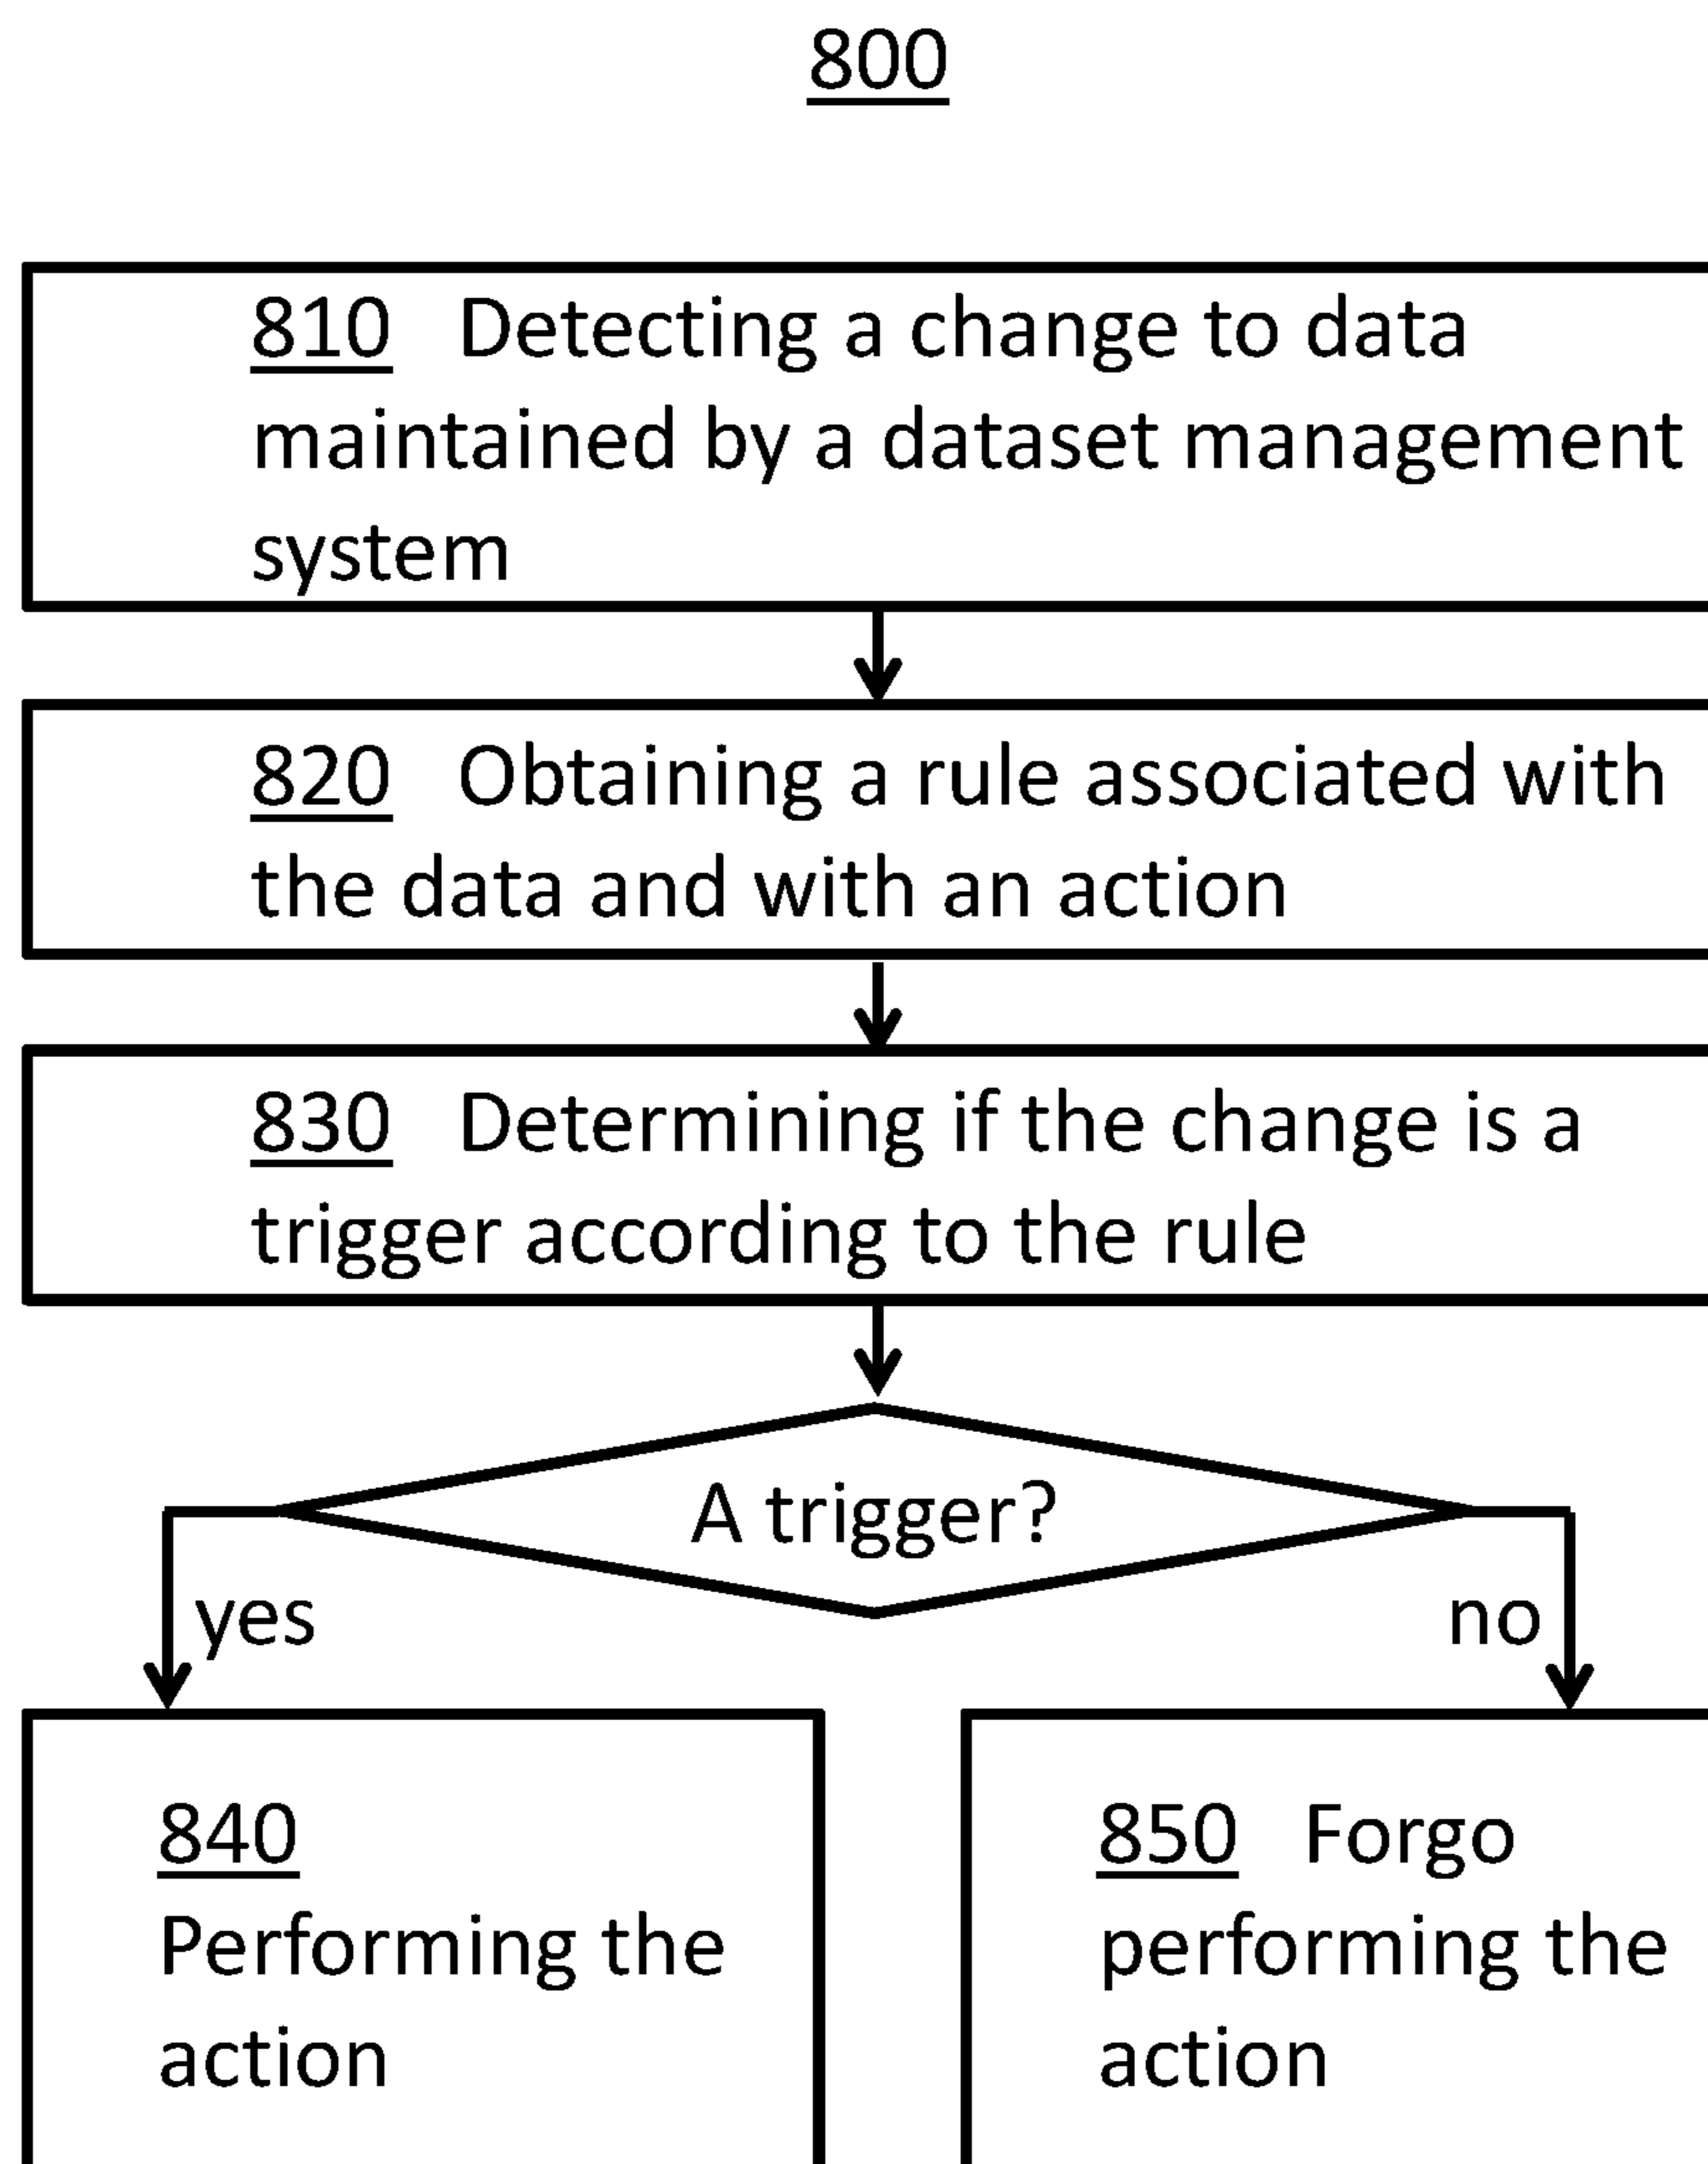 800
810 Detecting a change to data
maintained by a dataset management
system
820 Obtaining a rule associated with
the data and with an action
830 Determining if the change is a
trigger according to the rule
A trigger?
yes
no
840
Performing the
action
850 Forgo
performing the
action